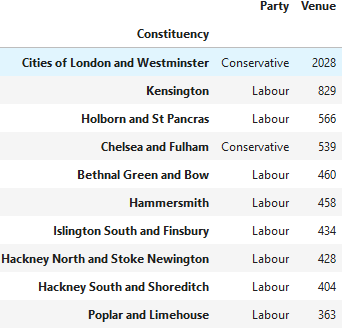 Party Venue
Constituency
Cities of London and Westminster Conservative 2028
Kensington Labour 829
Holborn and St Pancras Labour 566
Chelsea and Fulham Conservative 539
Bethnal Green and Bow Labour 460
Hammersmith Labour 458
Islington South and Finsbury Labour 434
Hackney North and Stoke Newington Labour 428
Hackney South and Shoreditch Labour 404
Poplar and Limehouse Labour 363